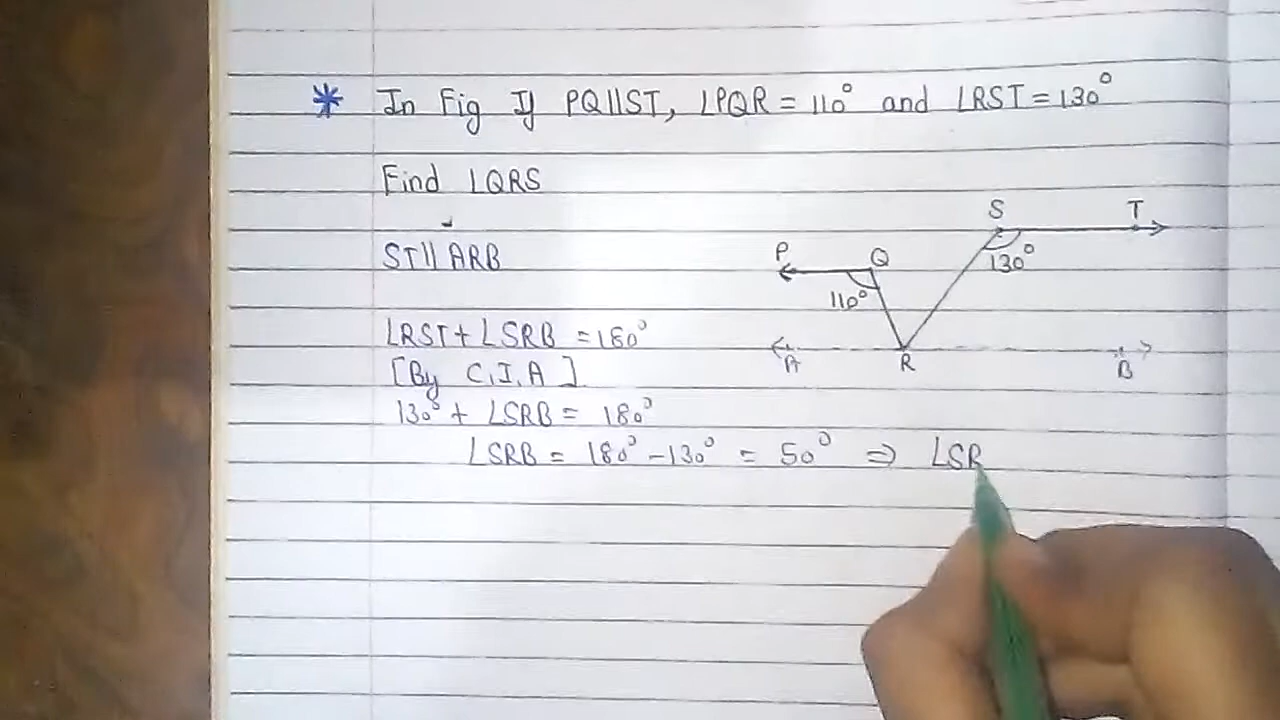 * In Fig If PQ||ST, ∠PQR = 110° and ∠RST = 130°
Find ∠QRS
ST || ARB
∠RST + ∠SRB = 180°
[By C.I.A]
130° + ∠SRB = 180°
∠SRB = 180° - 130° = 50° ⇒ ∠SR
S T
P Q
130°
110°
A R B